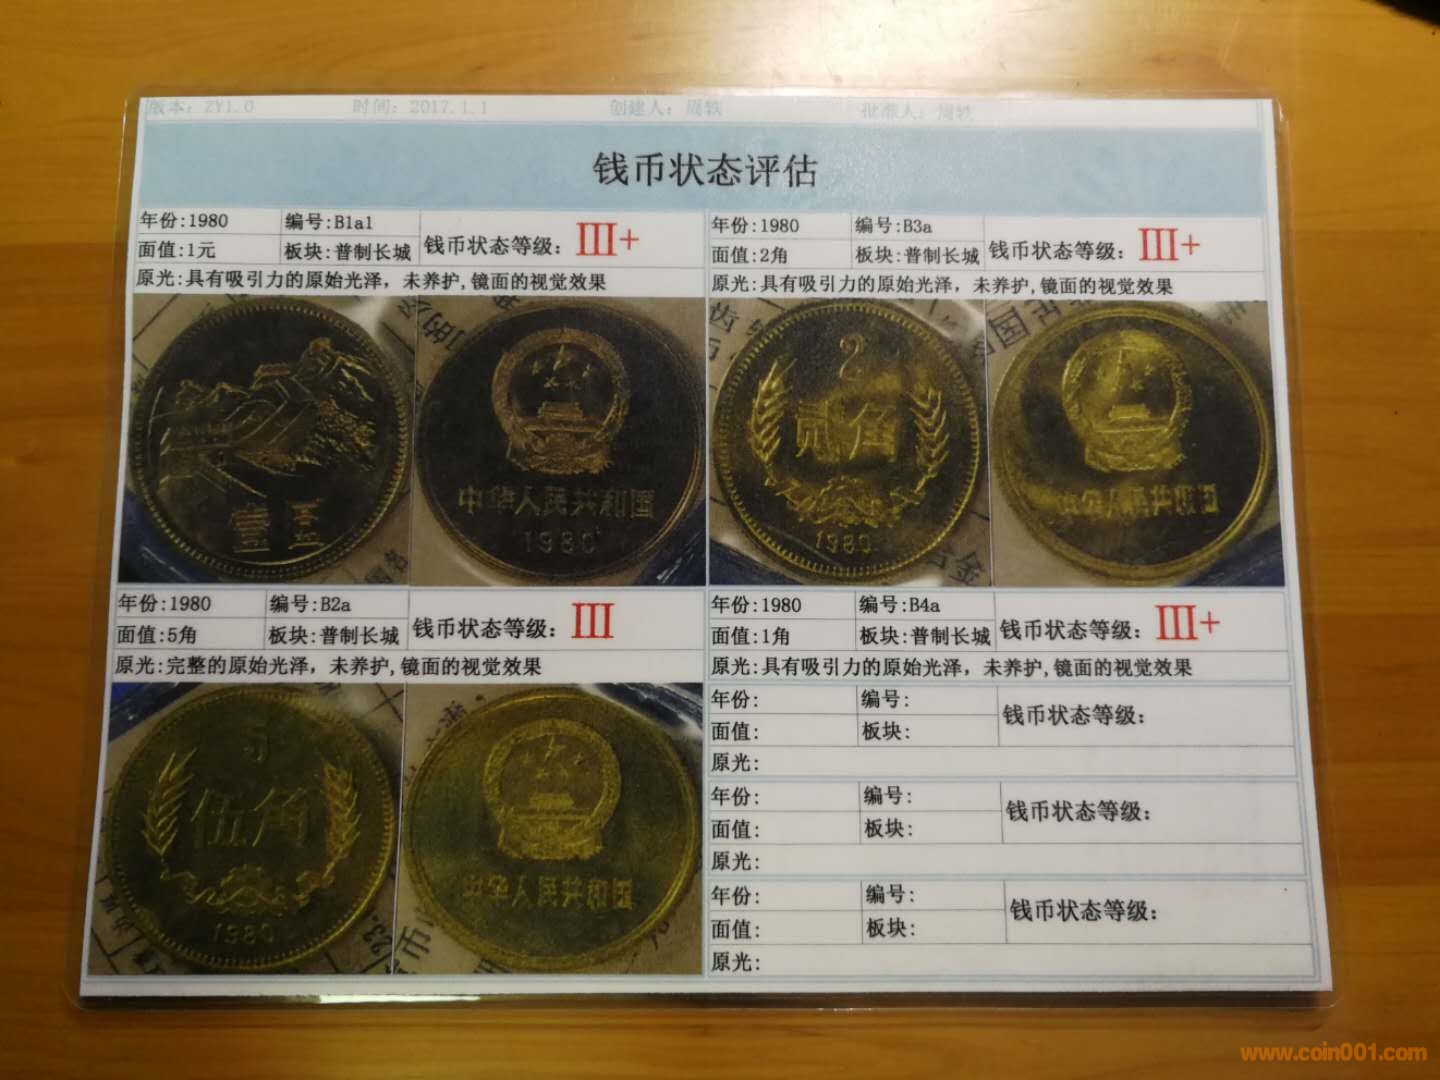 版本：ZY1.0 时间：2017.1.1 创建人：周轶 批准人：周轶
钱币状态评估
年份:1980 编号:B1a1 钱币状态等级：III+
面值:1元 板块:普制长城
原光:具有吸引力的原始光泽，未养护,镜面的视觉效果
壹圆
中华人民共和国
1980
年份:1980 编号:B3a 钱币状态等级：III+
面值:2角 板块:普制长城
原光:具有吸引力的原始光泽，未养护,镜面的视觉效果
2
贰角
1980
中华人民共和国
年份:1980 编号:B2a 钱币状态等级：III
面值:5角 板块:普制长城
原光:完整的原始光泽，未养护,镜面的视觉效果
5
伍角
1980
中华人民共和国
年份:1980 编号:B4a 钱币状态等级：III+
面值:1角 板块:普制长城
原光:具有吸引力的原始光泽，未养护,镜面的视觉效果
年份: 编号: 钱币状态等级：
面值: 板块:
原光:
年份: 编号: 钱币状态等级：
面值: 板块:
原光:
年份: 编号: 钱币状态等级：
面值: 板块:
原光:
www.coin001.com